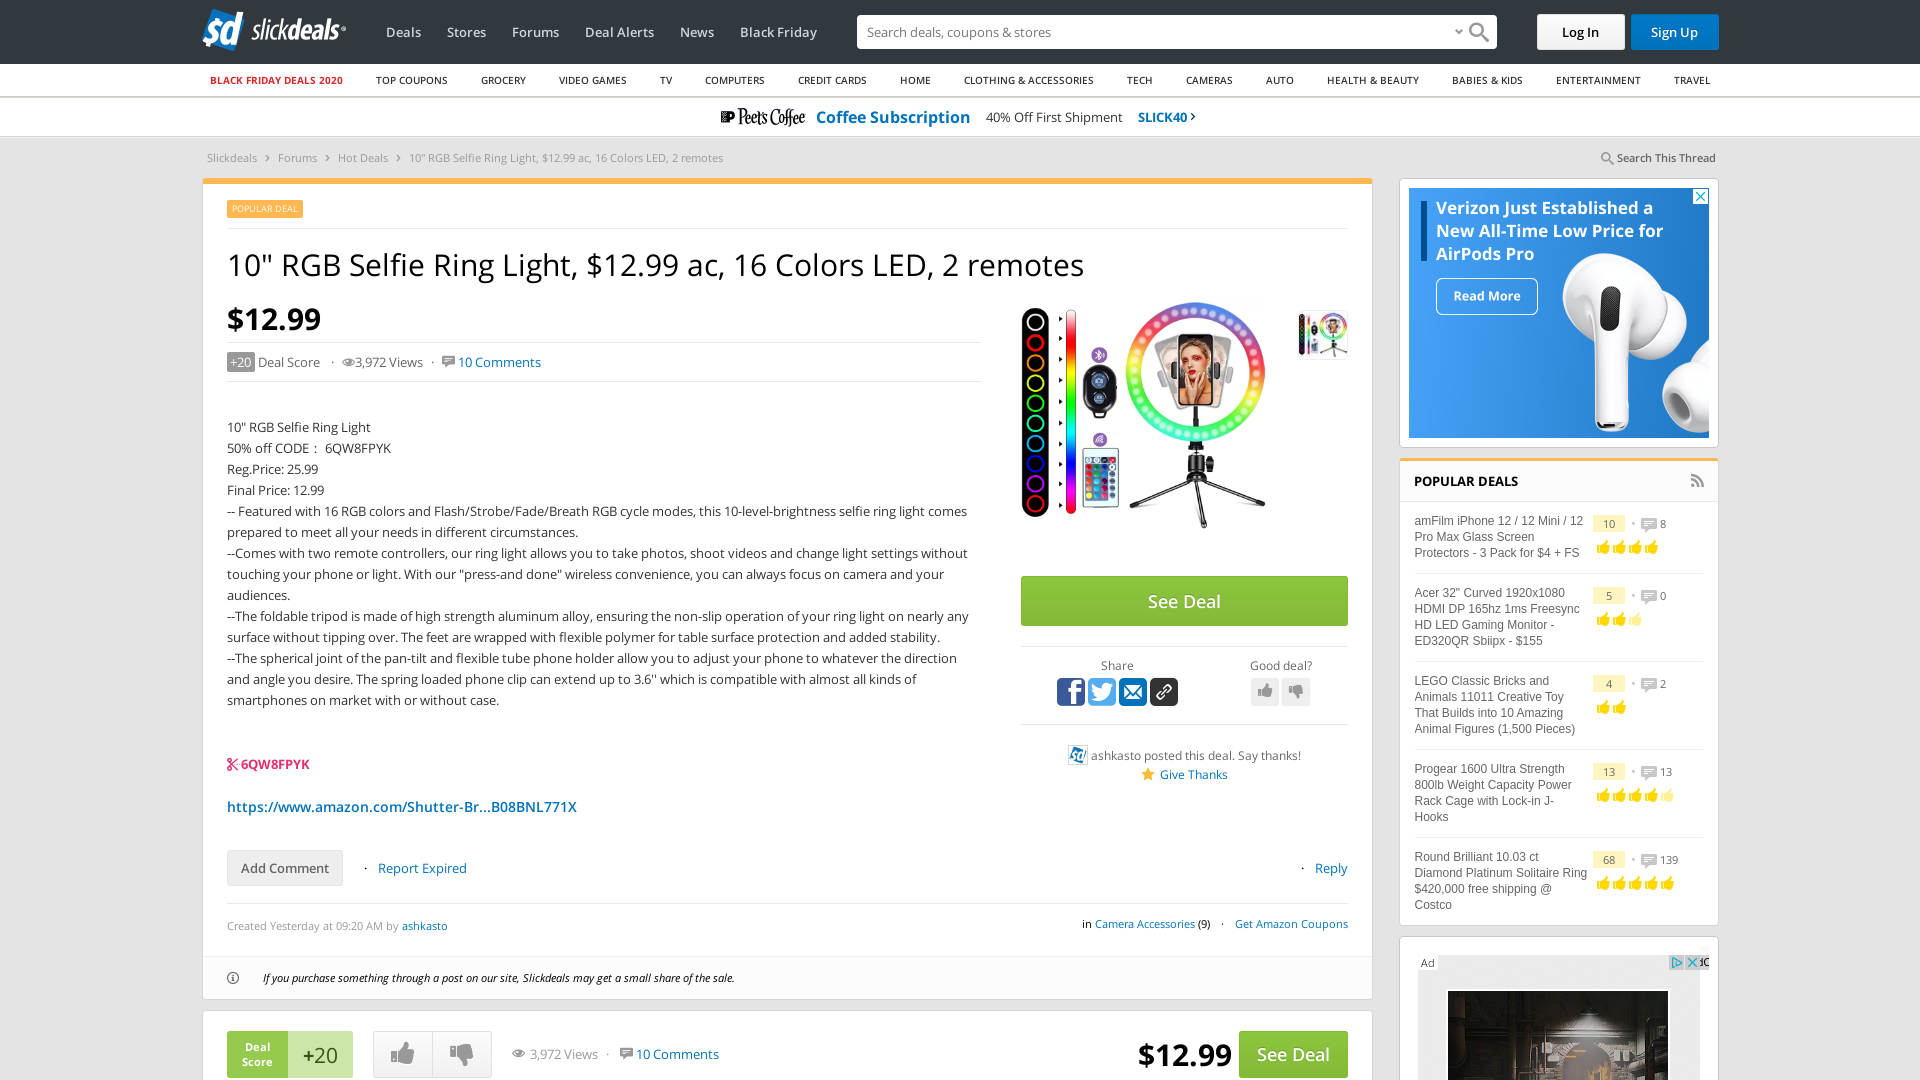 slickdeals
Deals
Stores
Forums
Deal Alerts
News
Black Friday
Search deals, coupons & stores
Log In
Sign Up
BLACK FRIDAY DEALS 2020
TOP COUPONS
GROCERY
VIDEO GAMES
TV
COMPUTERS
CREDIT CARDS
HOME
CLOTHING & ACCESSORIES
TECH
CAMERAS
AUTO
HEALTH & BEAUTY
BABIES & KIDS
ENTERTAINMENT
TRAVEL
Peet's Coffee Coffee Subscription 40% Off First Shipment SLICK40
Slickdeals > Forums > Hot Deals > 10" RGB Selfie Ring Light, $12.99 ac, 16 Colors LED, 2 remotes
Search This Thread
POPULAR DEAL
10" RGB Selfie Ring Light, $12.99 ac, 16 Colors LED, 2 remotes
$12.99
+20 Deal Score · 3,972 Views · 10 Comments
10" RGB Selfie Ring Light
50% off CODE： 6QW8FPYK
Reg.Price: 25.99
Final Price: 12.99
-- Featured with 16 RGB colors and Flash/Strobe/Fade/Breath RGB cycle modes, this 10-level-brightness selfie ring light comes
prepared to meet all your needs in different circumstances.
--Comes with two remote controllers, our ring light allows you to take photos, shoot videos and change light settings without
touching your phone or light. With our "press-and done" wireless convenience, you can always focus on camera and your
audiences.
--The foldable tripod is made of high strength aluminum alloy, ensuring the non-slip operation of your ring light on nearly any
surface without tipping over. The feet are wrapped with flexible polymer for table surface protection and added stability.
--The spherical joint of the pan-tilt and flexible tube phone holder allow you to adjust your phone to whatever the direction
and angle you desire. The spring loaded phone clip can extend up to 3.6'' which is compatible with almost all kinds of
smartphones on market with or without case.
6QW8FPYK
https://www.amazon.com/Shutter-Br...B08BNL771X
Add Comment
· Report Expired
· Reply
Created Yesterday at 09:20 AM by ashkasto
in Camera Accessories (9) · Get Amazon Coupons
If you purchase something through a post on our site, Slickdeals may get a small share of the sale.
See Deal
Share
Good deal?
ashkasto posted this deal. Say thanks!
Give Thanks
Deal
Score
+20
3,972 Views · 10 Comments
$12.99
See Deal
Verizon Just Established a
New All-Time Low Price for
AirPods Pro
Read More
POPULAR DEALS
amFilm iPhone 12 / 12 Mini / 12
Pro Max Glass Screen
Protectors - 3 Pack for $4 + FS
10 · 8
Acer 32" Curved 1920x1080
HDMI DP 165hz 1ms Freesync
HD LED Gaming Monitor -
ED320QR Sbiipx - $155
5 · 0
LEGO Classic Bricks and
Animals 11011 Creative Toy
That Builds into 10 Amazing
Animal Figures (1,500 Pieces)
4 · 2
Progear 1600 Ultra Strength
800lb Weight Capacity Power
Rack Cage with Lock-in J-
Hooks
13 · 13
Round Brilliant 10.03 ct
Diamond Platinum Solitaire Ring
$420,000 free shipping @
Costco
68 · 139
Ad